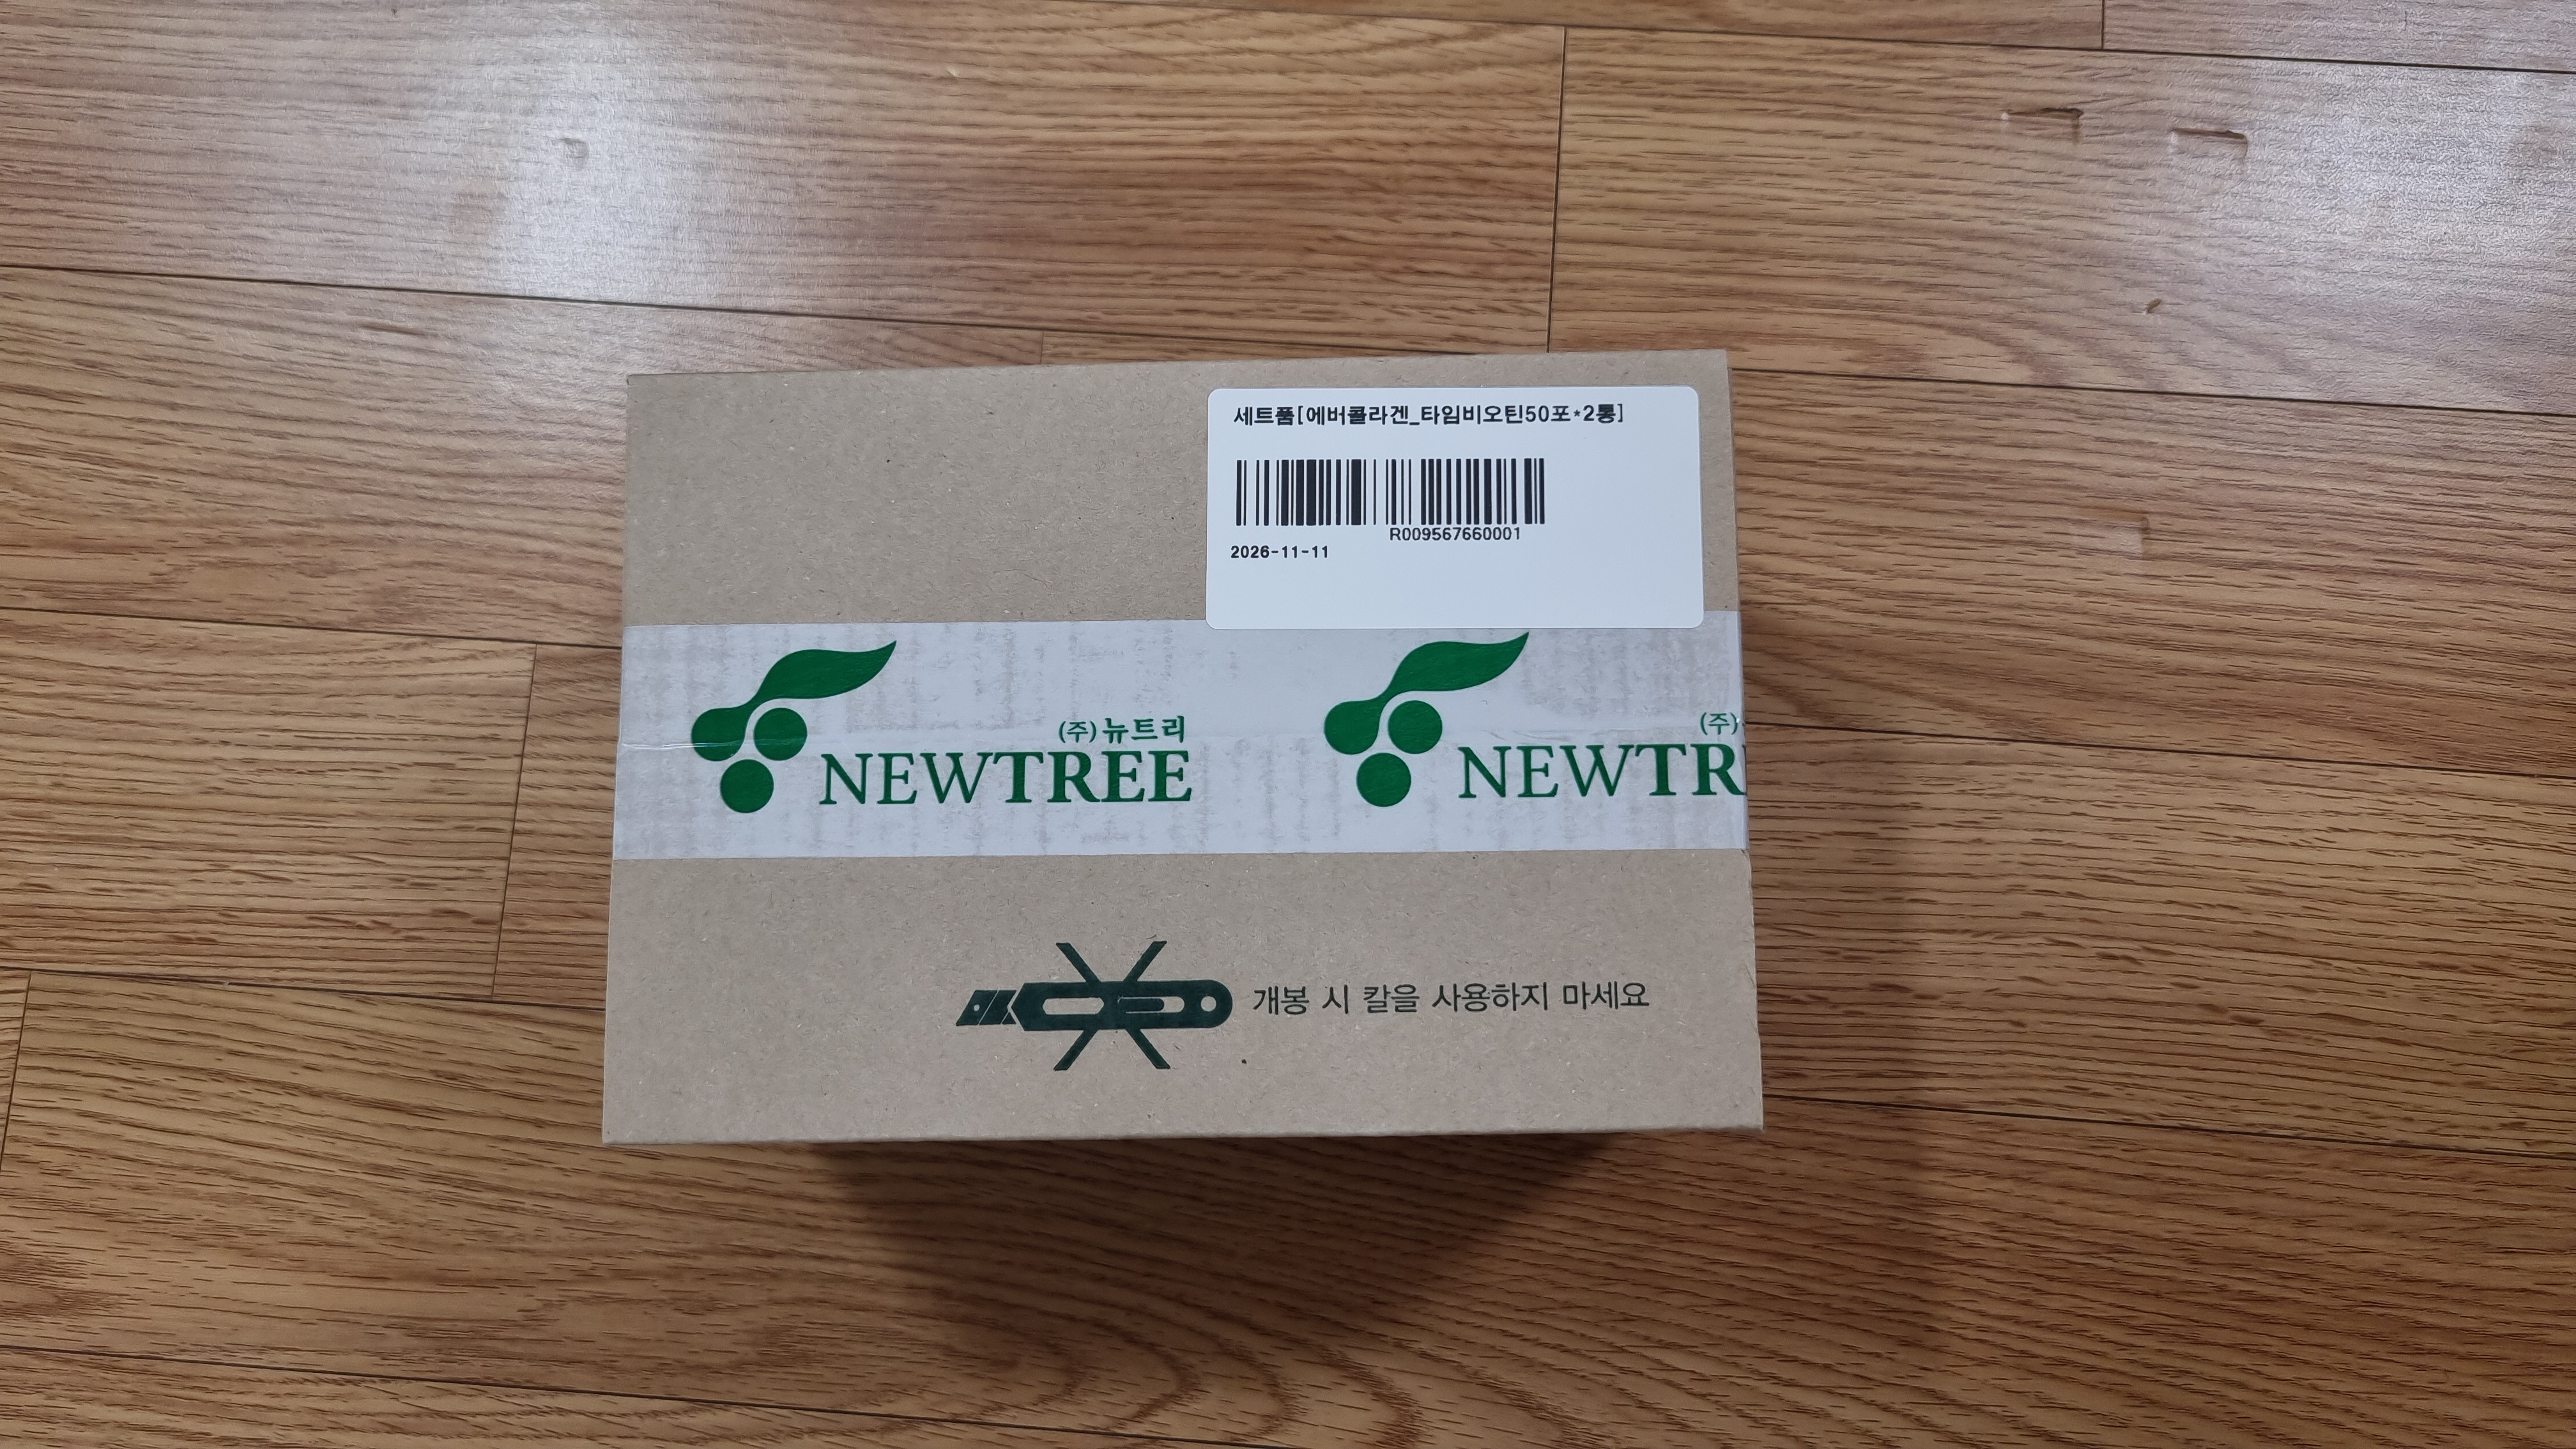 세트품[에버콜라겐_타임비오틴50포*2통]
R009567660001
2026-11-11
(주)뉴트리
NEWTREE
(주)
NEWTR
개봉 시 칼을 사용하지 마세요